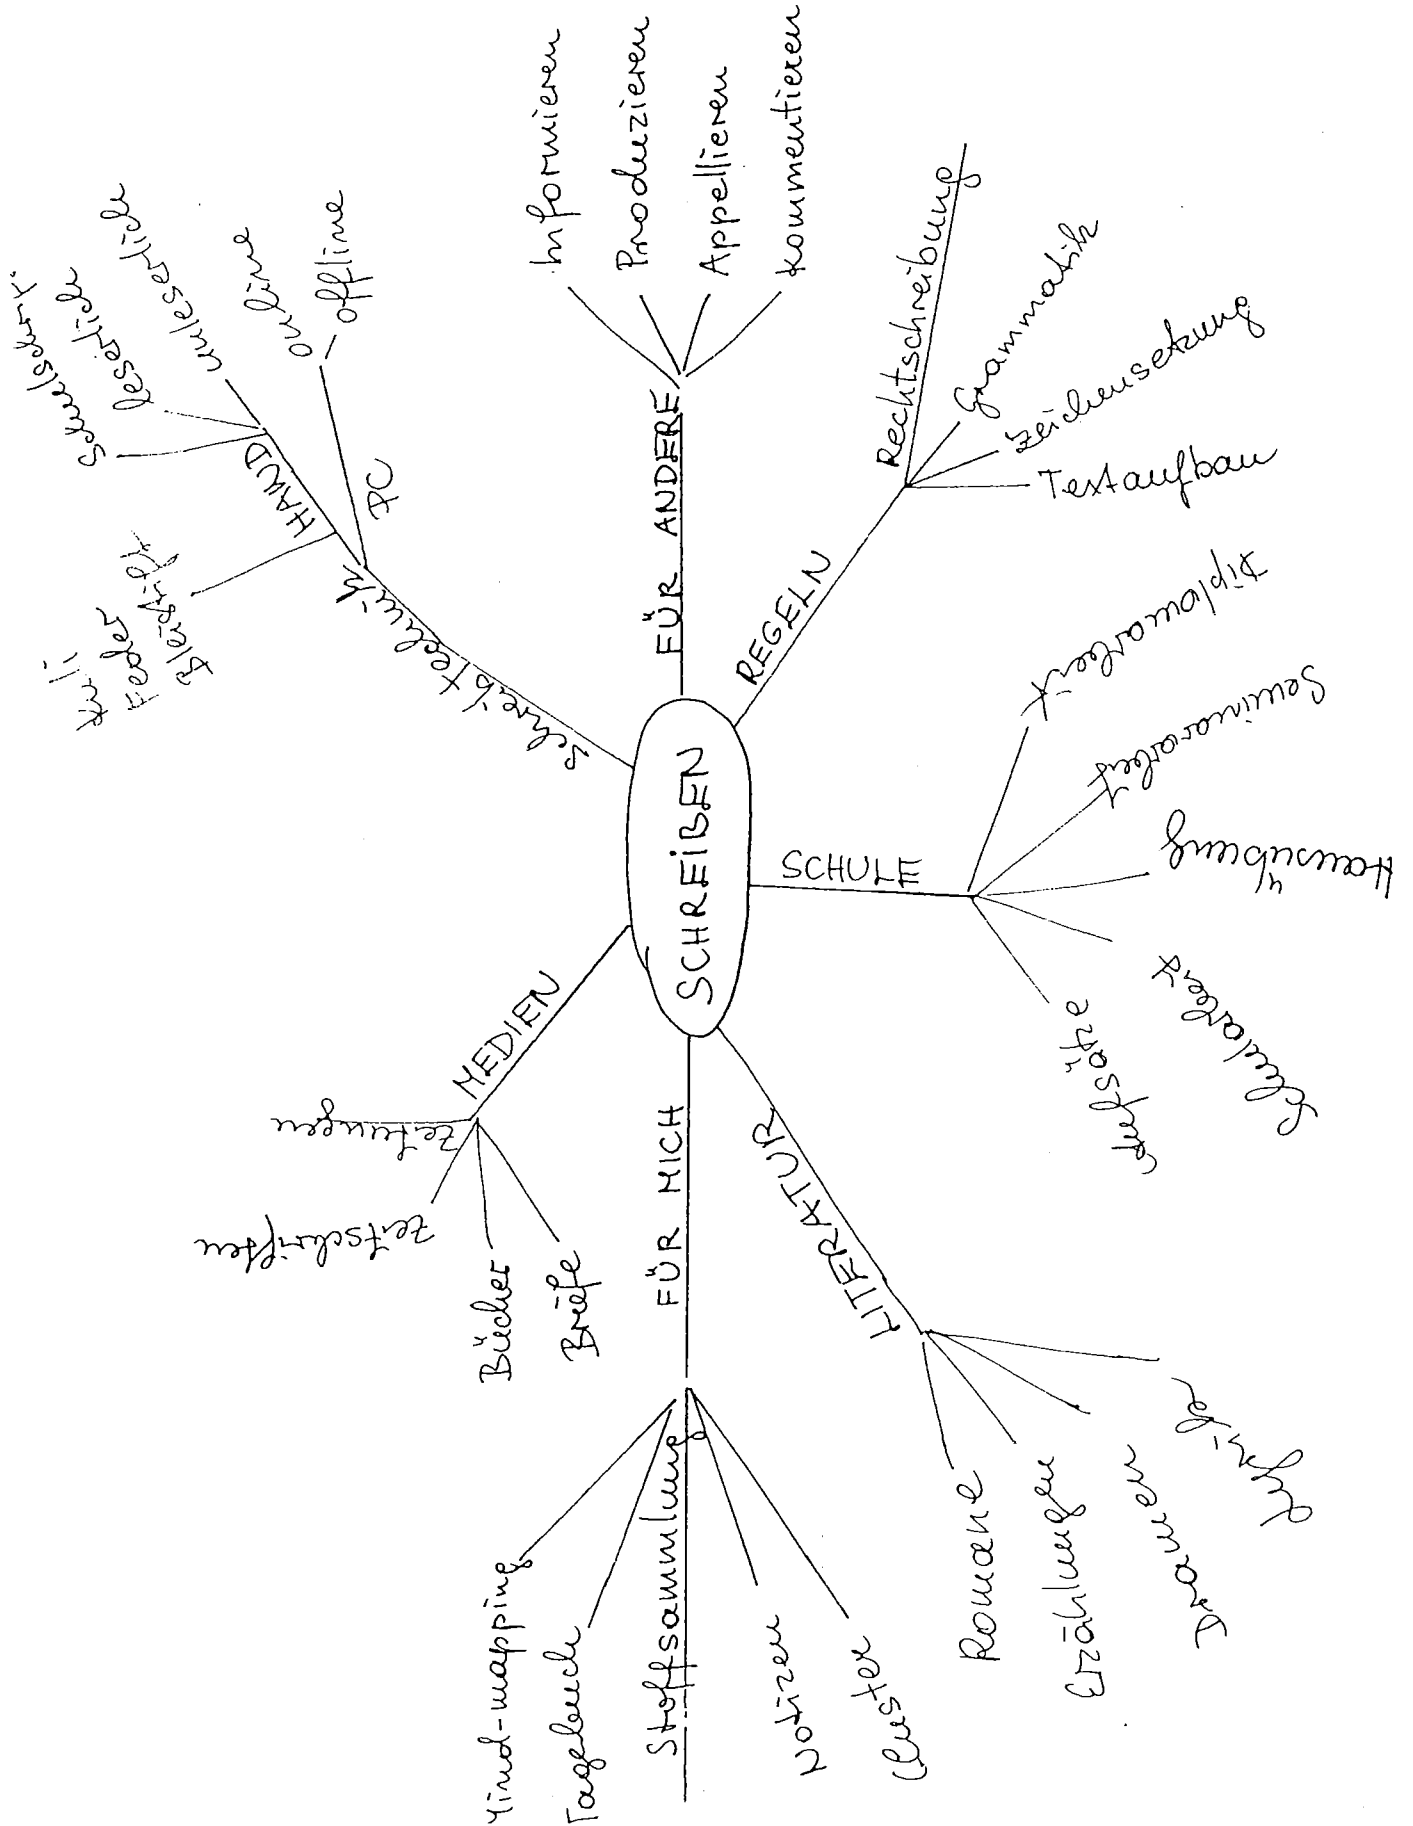 SCHREIBEN
Schreibtechnik
HAND
Kuli
Feder
Bleistift
Schnellschrift
leserlich
unleserlich
PC
online
offline
FÜR ANDERE
Informieren
Produzieren
Appellieren
Kommentieren
REGELN
Rechtschreibung
Grammatik
Zeichensetzung
Textaufbau
SCHULE
Diplomarbeit
Seminararbeit
Hausübung
Schularbeit
Aufsätze
LITERATUR
Romane
Erzählungen
Dramen
Lyrik
FÜR MICH
Mind-mapping
Tagebuch
Stoffsammlung
Notizen
Cluster
MEDIEN
Zeitungen
Zeitschriften
Bücher
Briefe